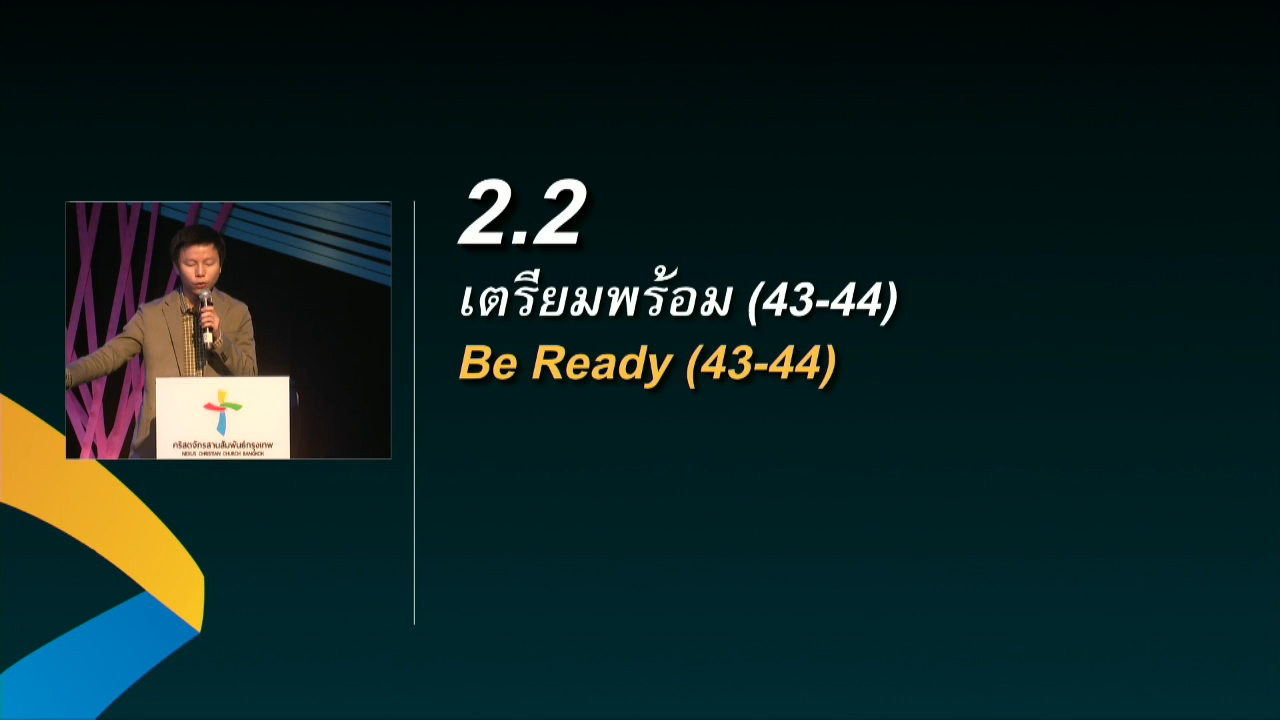 2.2
เตรียมพร้อม (43-44)
Be Ready (43-44)
คริสตจักรสานสัมพันธ์กรุงเทพ
NEXUS CHRISTIAN CHURCH BANGKOK